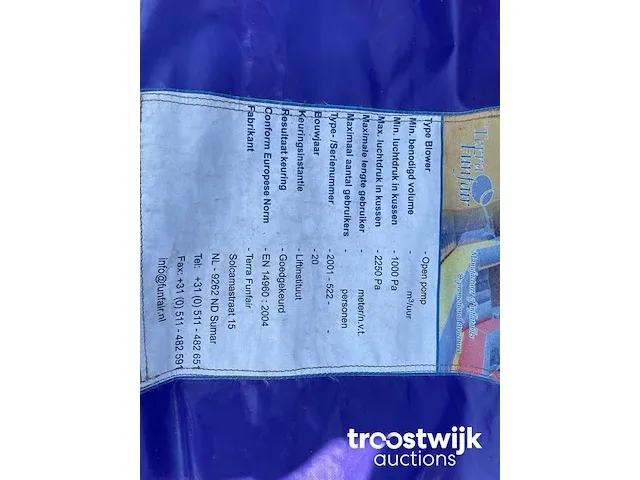 Terra
Funfair
Type Blower - Open pomp
Min. benodigd volume - m³/uur
Min. luchtdruk in kussen - 1000 Pa
Max. luchtdruk in kussen - 2250 Pa
Maximale lengte gebruiker - meter/n.v.t.
Maximaal aantal gebruikers - personen
Type- /Serienummer - 2001 - 522 - -
Bouwjaar - 20
Keuringsinstantie - Liftinstituut
Resultaat keuring - Goedgekeurd
Conform Europese Norm - EN 14960 : 2004
Fabrikant - Terra Funfair
Solcamastraat 15
NL - 9262 ND Sumar
Tel: +31 (0) 511 - 482 651
Fax: +31 (0) 511 - 482 591
info@funfair.nl
troostwijk
auctions